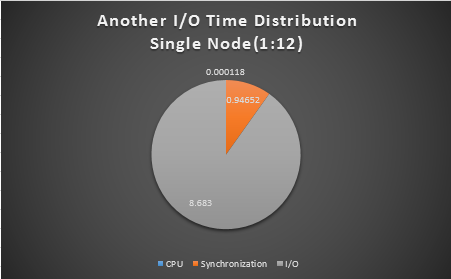 Another I/O Time Distribution
Single Node(1:12)
0.000118
0.94652
8.683
CPU Synchronization I/O